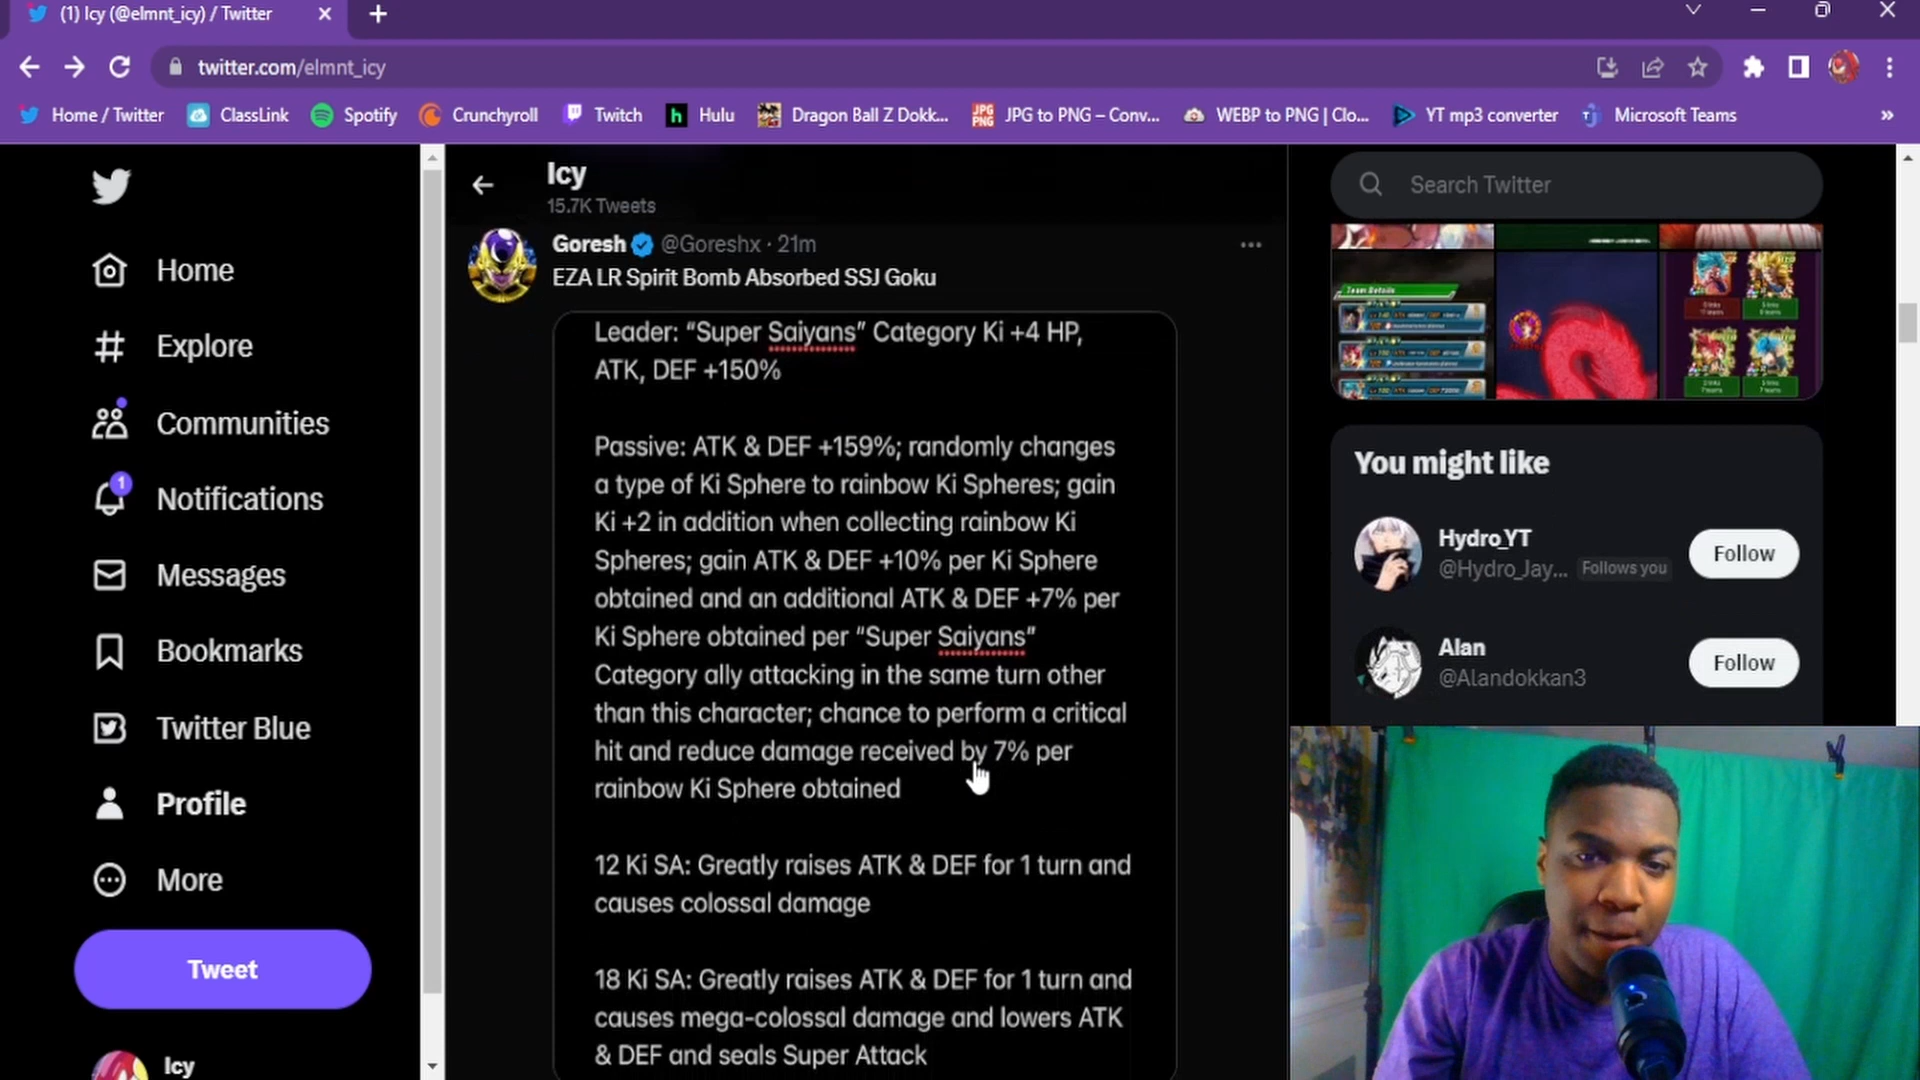 (1) Icy (@elmnt_icy) / Twitter
twitter.com/elmnt_icy
Home / Twitter
ClassLink
Spotify
Crunchyroll
Twitch
Hulu
Dragon Ball Z Dokk...
JPG to PNG – Conv...
WEBP to PNG | Clo...
YT mp3 converter
Microsoft Teams
»
Home
Explore
Communities
1
Notifications
Messages
Bookmarks
Twitter Blue
Profile
More
Tweet
Icy
Icy
15.7K Tweets
Goresh @Goreshx · 21m
EZA LR Spirit Bomb Absorbed SSJ Goku
Leader: “Super Saiyans” Category Ki +4 HP,
ATK, DEF +150%
Passive: ATK & DEF +159%; randomly changes
a type of Ki Sphere to rainbow Ki Spheres; gain
Ki +2 in addition when collecting rainbow Ki
Spheres; gain ATK & DEF +10% per Ki Sphere
obtained and an additional ATK & DEF +7% per
Ki Sphere obtained per “Super Saiyans”
Category ally attacking in the same turn other
than this character; chance to perform a critical
hit and reduce damage received by 7% per
rainbow Ki Sphere obtained
12 Ki SA: Greatly raises ATK & DEF for 1 turn and
causes colossal damage
18 Ki SA: Greatly raises ATK & DEF for 1 turn and
causes mega-colossal damage and lowers ATK
& DEF and seals Super Attack
Search Twitter
Team Details
You might like
Hydro_YT
@Hydro_Jay... Follows you
Follow
Alan
@Alandokkan3
Follow